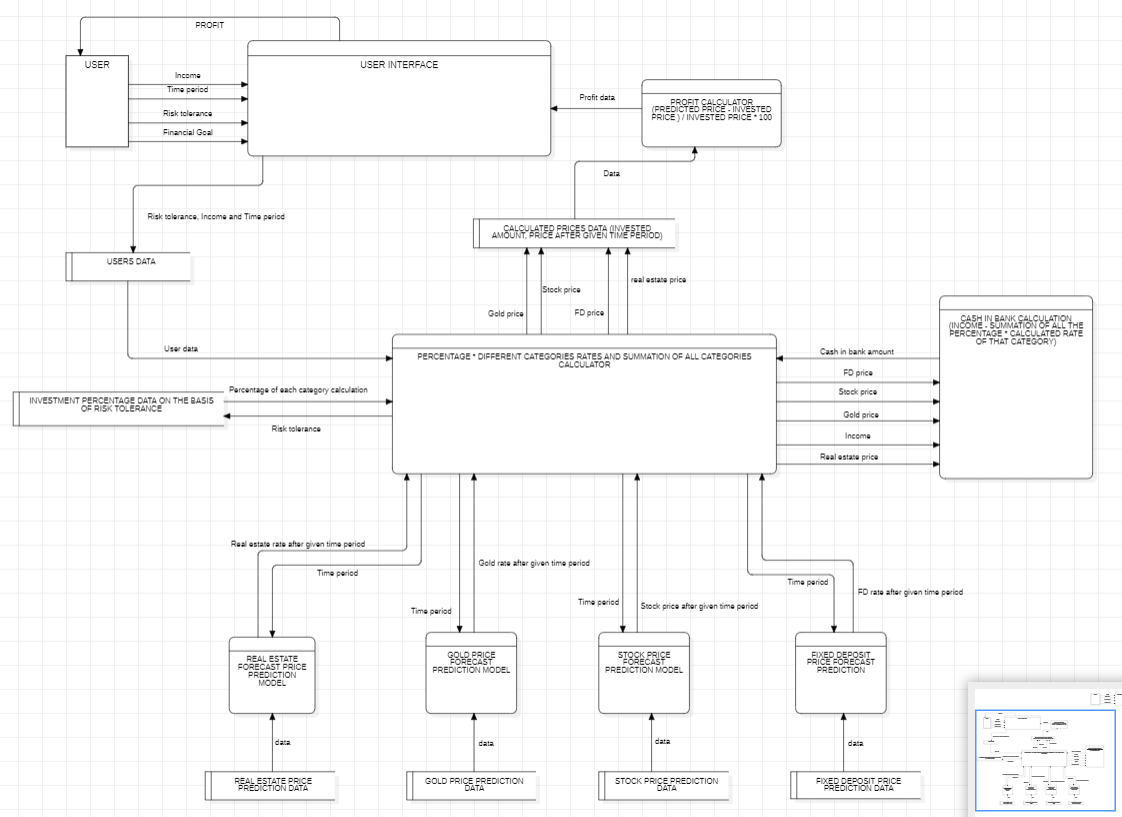 PROFIT
USER
USER INTERFACE
Income
Time period
Risk tolerance
Financial Goal
Profit data
PROFIT CALCULATOR
(PREDICTED PRICE - INVESTED
PRICE ) / INVESTED PRICE * 100
Data
Risk tolerance, Income and Time period
CALCULATED PRICES DATA (INVESTED
AMOUNT, PRICE AFTER GIVEN TIME PERIOD)
USERS DATA
real estate price
Stock price
Gold price
FD price
CASH IN BANK CALCULATION
(INCOME - SUMMATION OF ALL THE
PERCENTAGE * CALCULATED RATE
OF THAT CATEGORY)
User data
PERCENTAGE * DIFFERENT CATEGORIES RATES AND SUMMATION OF ALL CATEGORIES
CALCULATOR
Cash in bank amount
FD price
Stock price
Gold price
Income
Real estate price
Percentage of each category calculation
INVESTMENT PERCENTAGE DATA ON THE BASIS
OF RISK TOLERANCE
Risk tolerance
Real estate rate after given time period
Time period
Gold rate after given time period
Time period
Time period
Stock price after given time period
Time period
FD rate after given time period
REAL ESTATE
FORECAST PRICE
PREDICTION
MODEL
GOLD PRICE
FORECAST
PREDICTION MODEL
STOCK PRICE
FORECAST
PREDICTION MODEL
FIXED DEPOSIT
PRICE FORECAST
PREDICTION
data
data
data
data
REAL ESTATE PRICE
PREDICTION DATA
GOLD PRICE PREDICTION
DATA
STOCK PRICE PREDICTION
DATA
FIXED DEPOSIT PRICE
PREDICTION DATA